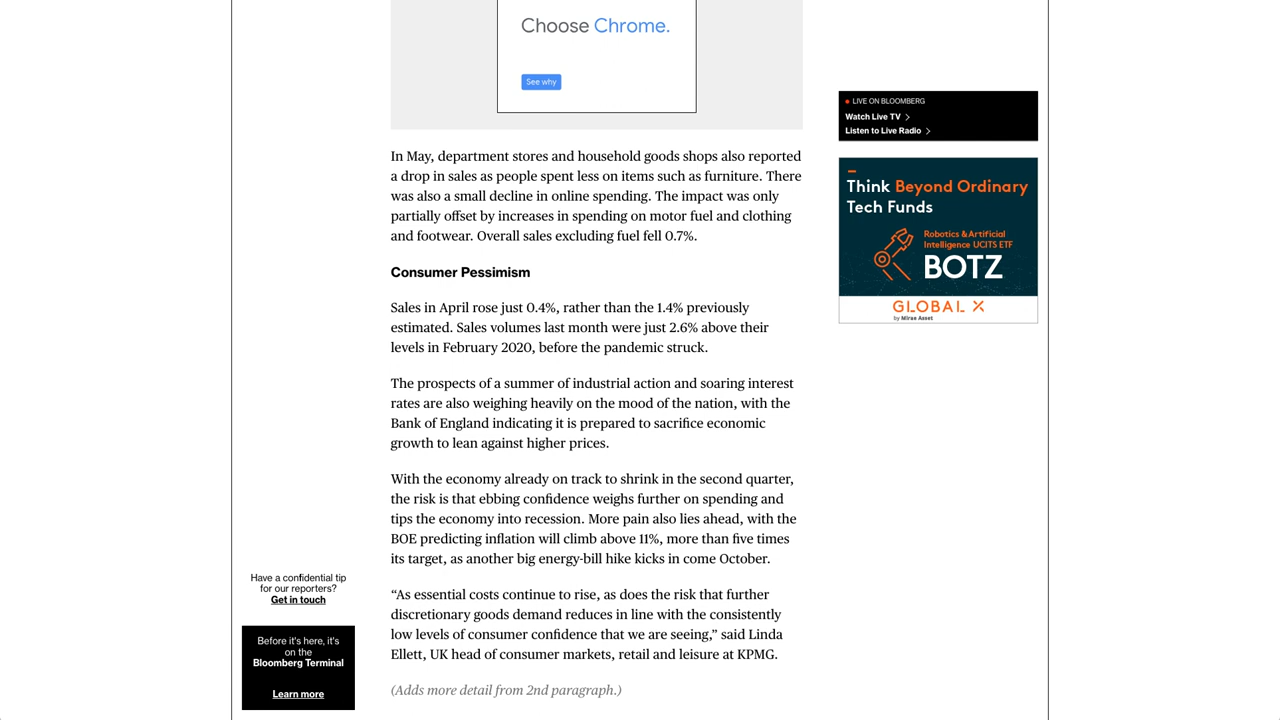 Choose Chrome.
See why
In May, department stores and household goods shops also reported
a drop in sales as people spent less on items such as furniture. There
was also a small decline in online spending. The impact was only
partially offset by increases in spending on motor fuel and clothing
and footwear. Overall sales excluding fuel fell 0.7%.
Consumer Pessimism
Sales in April rose just 0.4%, rather than the 1.4% previously
estimated. Sales volumes last month were just 2.6% above their
levels in February 2020, before the pandemic struck.
The prospects of a summer of industrial action and soaring interest
rates are also weighing heavily on the mood of the nation, with the
Bank of England indicating it is prepared to sacrifice economic
growth to lean against higher prices.
With the economy already on track to shrink in the second quarter,
the risk is that ebbing confidence weighs further on spending and
tips the economy into recession. More pain also lies ahead, with the
BOE predicting inflation will climb above 11%, more than five times
its target, as another big energy-bill hike kicks in come October.
“As essential costs continue to rise, as does the risk that further
discretionary goods demand reduces in line with the consistently
low levels of consumer confidence that we are seeing,” said Linda
Ellett, UK head of consumer markets, retail and leisure at KPMG.
(Adds more detail from 2nd paragraph.)
Have a confidential tip
for our reporters?
Get in touch
Before it's here, it's
on the
Bloomberg Terminal
Learn more
LIVE ON BLOOMBERG
Watch Live TV
Listen to Live Radio
Think Beyond Ordinary
Tech Funds
Robotics & Artificial
Intelligence UCITS ETF
BOTZ
GLOBAL X
by Mirae Asset